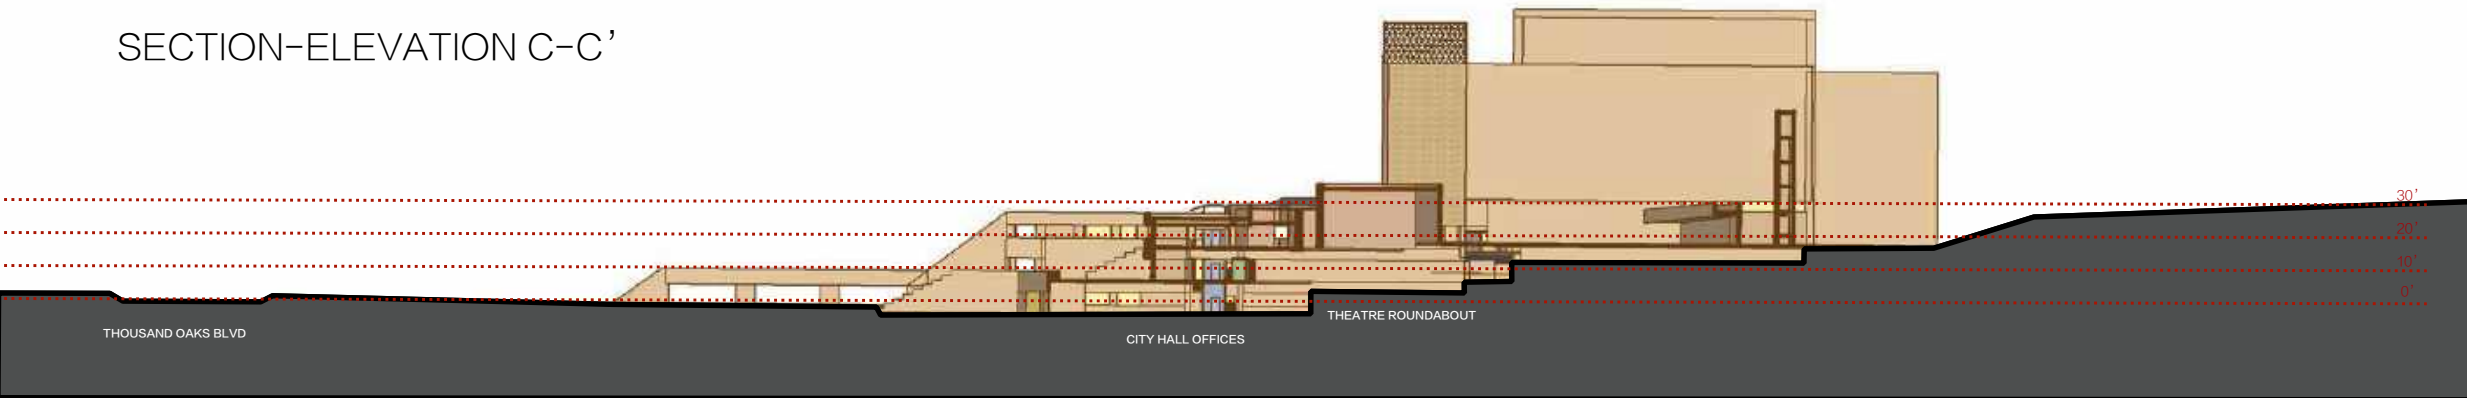 SECTION-ELEVATION C-C’
30’
20’
10’
0’
THEATRE ROUNDABOUT
THOUSAND OAKS BLVD
CITY HALL OFFICES